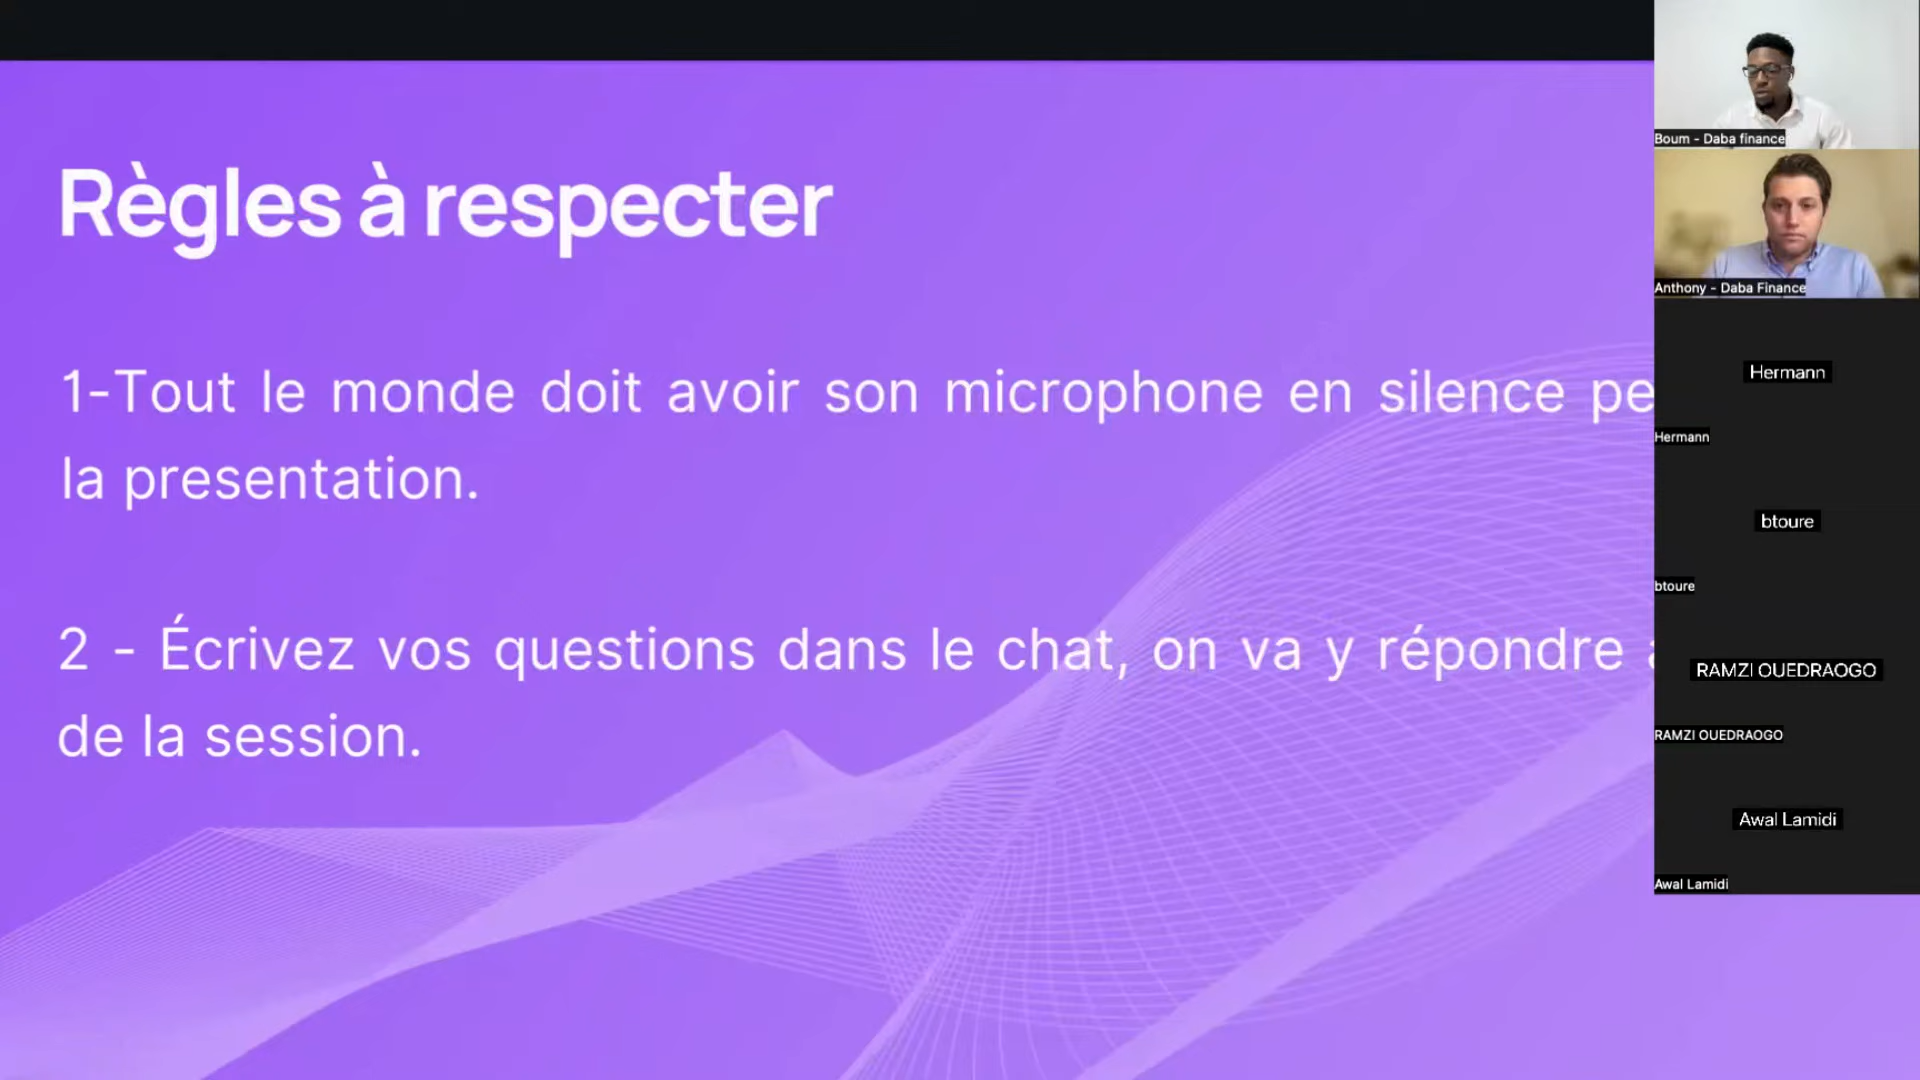 Règles à respecter
1-Tout le monde doit avoir son microphone en silence pe
la presentation.
2 - Écrivez vos questions dans le chat, on va y répondre
de la session.
Boum - Daba finance
Anthony - Daba Finance
Hermann
Hermann
btoure
btoure
RAMZI OUEDRAOGO
RAMZI OUEDRAOGO
Awal Lamidi
Awal Lamidi